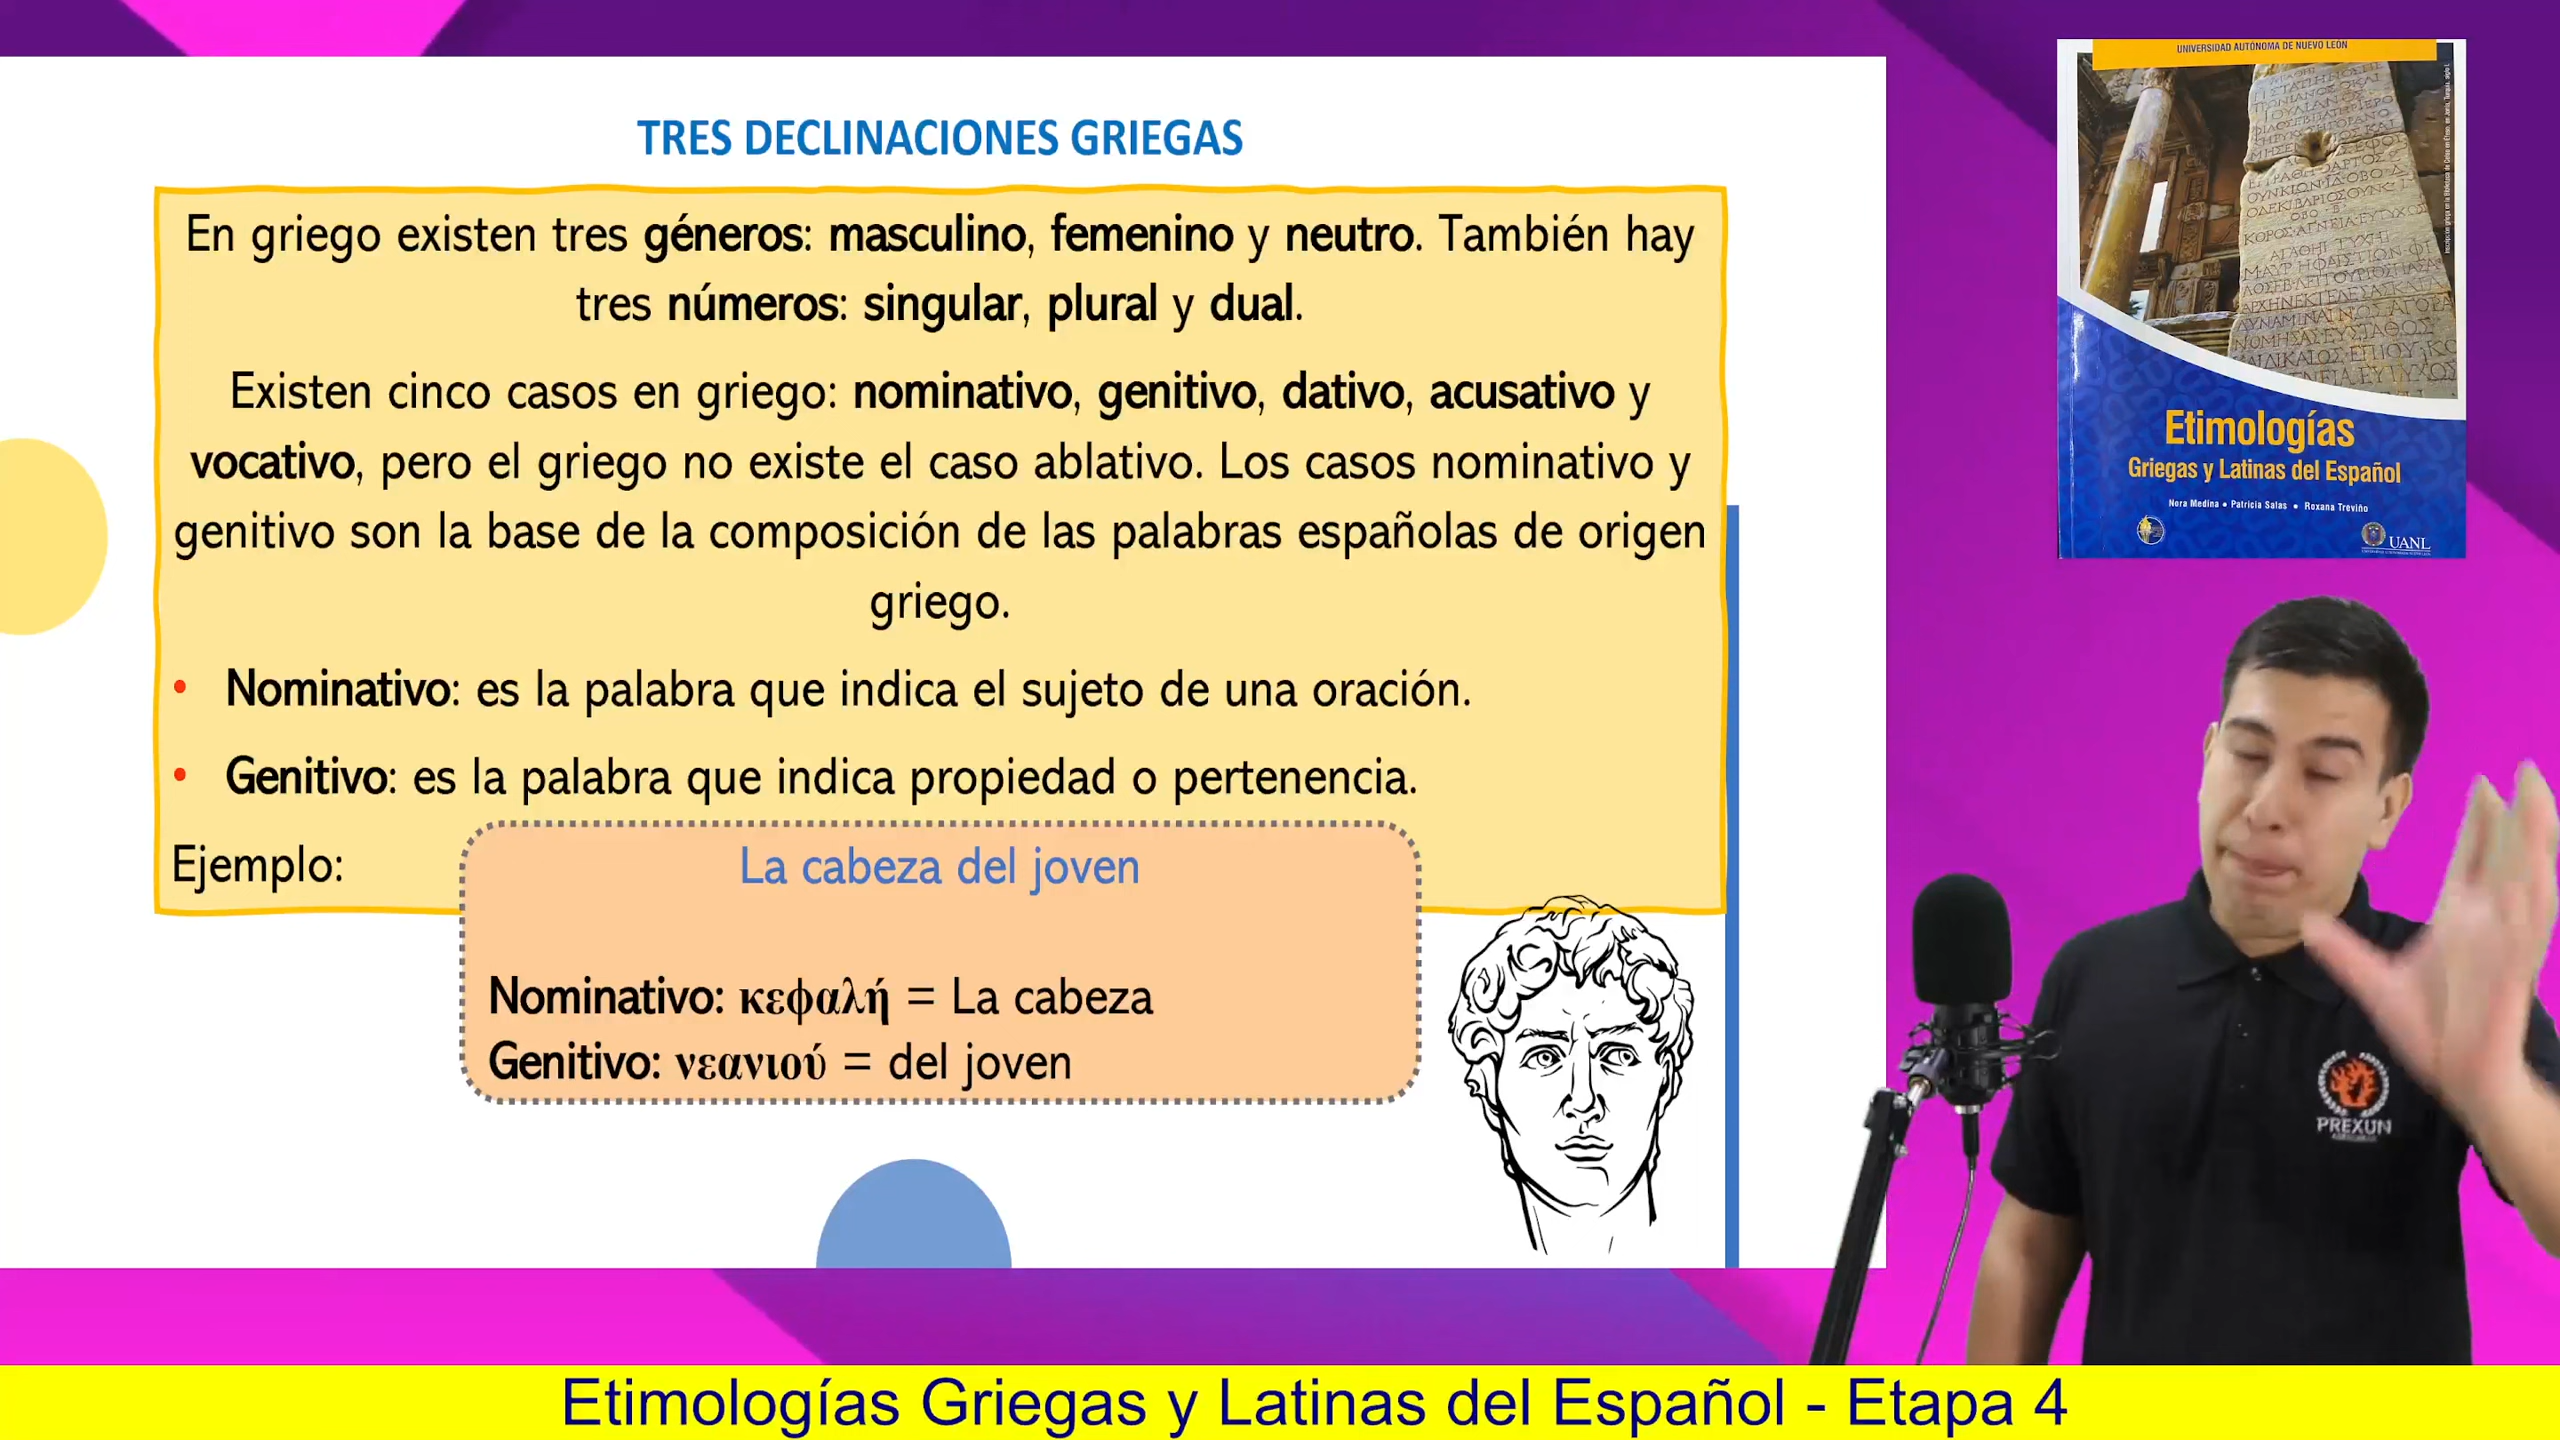 TRES DECLINACIONES GRIEGAS
En griego existen tres géneros: masculino, femenino y neutro. También hay
tres números: singular, plural y dual.
Existen cinco casos en griego: nominativo, genitivo, dativo, acusativo y
vocativo, pero el griego no existe el caso ablativo. Los casos nominativo y
genitivo son la base de la composición de las palabras españolas de origen
griego.
• Nominativo: es la palabra que indica el sujeto de una oración.
• Genitivo: es la palabra que indica propiedad o pertenencia.
Ejemplo:
La cabeza del joven
Nominativo: κεφαλή = La cabeza
Genitivo: νεανιού = del joven
UNIVERSIDAD AUTÓNOMA DE NUEVO LEÓN
Etimologías
Griegas y Latinas del Español
Nora Medina • Patricia Salas • Roxana Treviño
UANL
PREXUN
Etimologías Griegas y Latinas del Español - Etapa 4